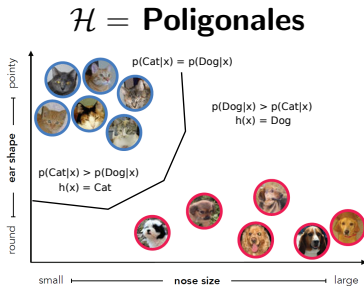 H = Poligonales
p(Cat|x) = p(Dog|x)
p(Dog|x) > p(Cat|x)
h(x) = Dog
p(Cat|x) > p(Dog|x)
h(x) = Cat
pointy
ear shape
round
small
nose size
large